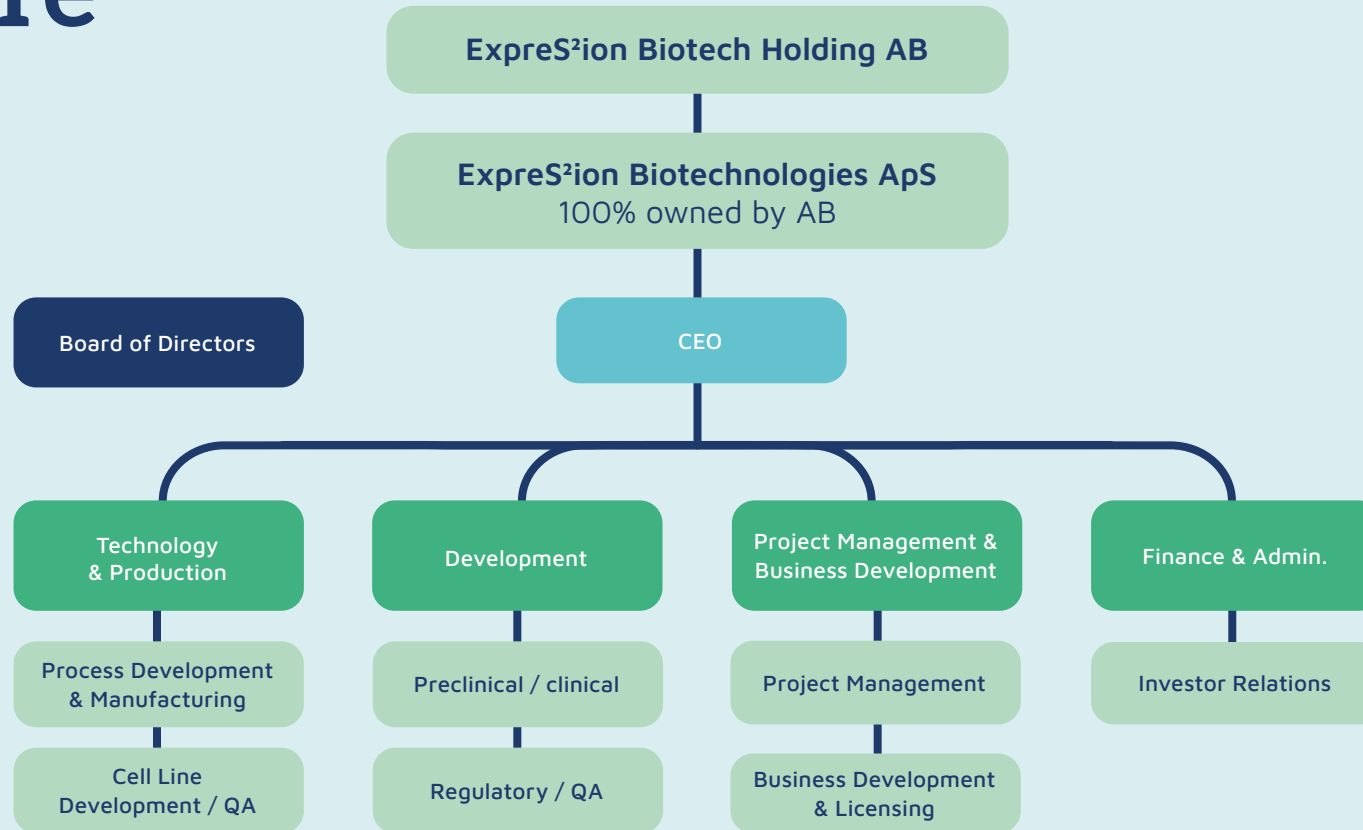 re
ExpreS²ion Biotech Holding AB
ExpreS²ion Biotechnologies ApS
100% owned by AB
Board of Directors
CEO
Technology
& Production
Development
Project Management &
Business Development
Finance & Admin.
Process Development
& Manufacturing
Preclinical / clinical
Project Management
Investor Relations
Cell Line
Development / QA
Regulatory / QA
Business Development
& Licensing